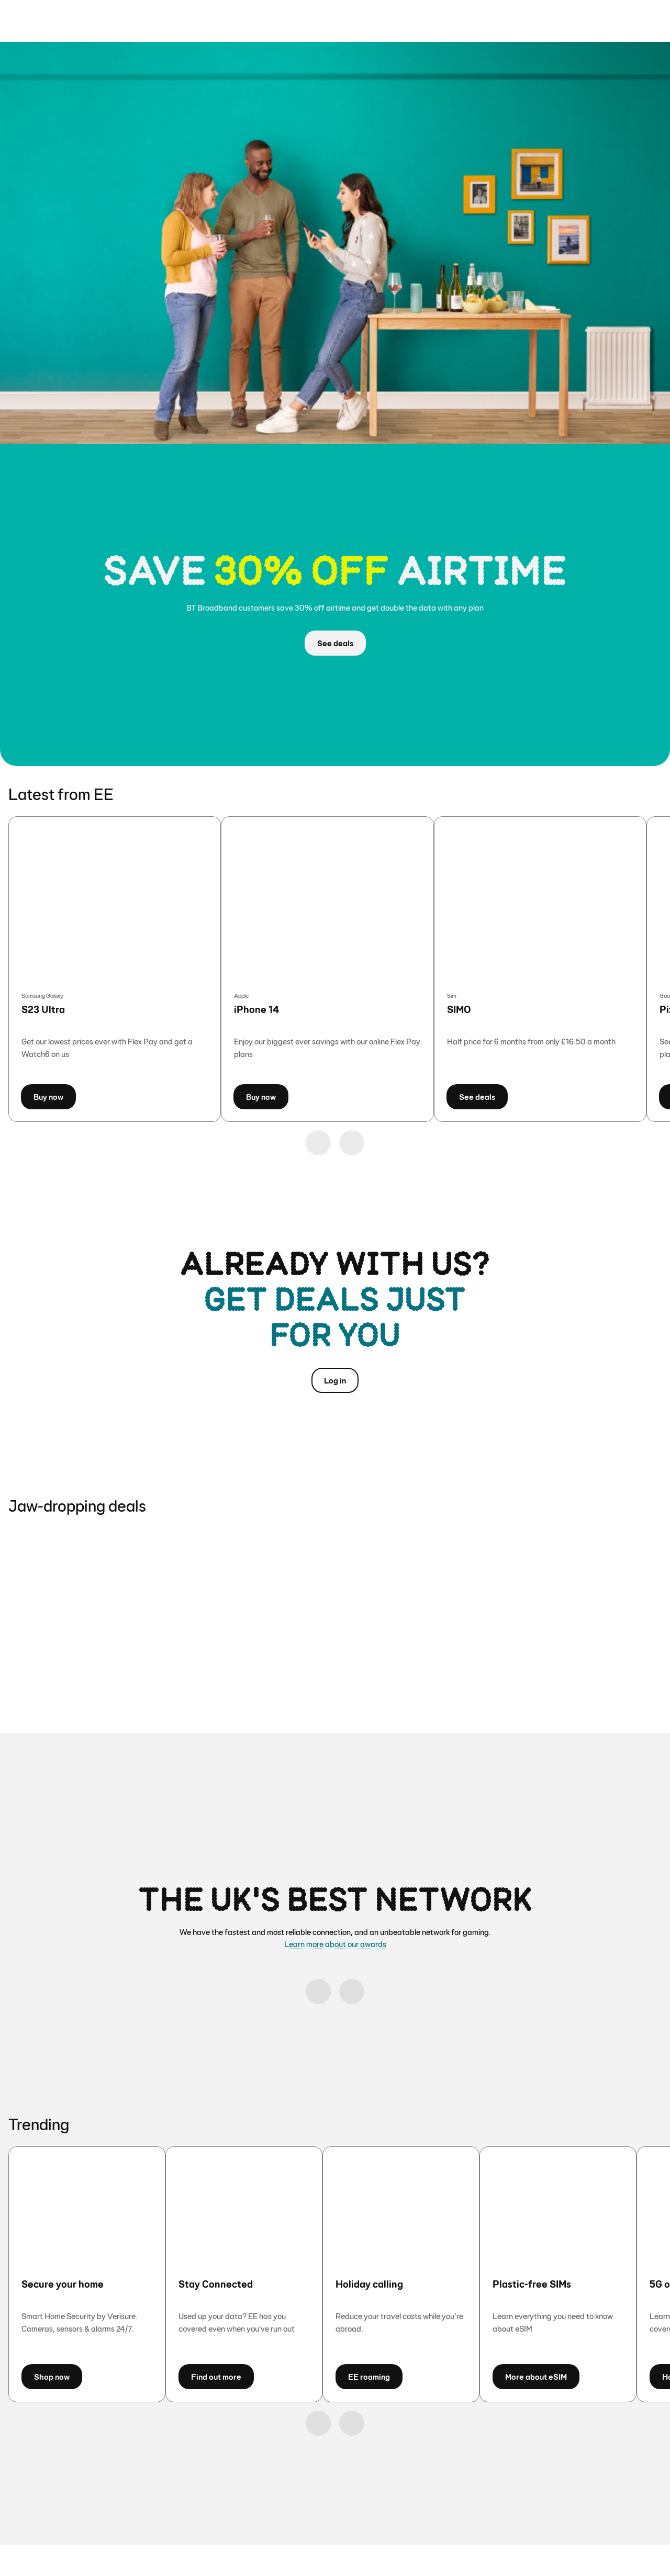 SAVE 30% OFF AIRTIME
BT Broadband customers save 30% off airtime and get double the data with any plan
See deals
Latest from EE
Samsung Galaxy
S23 Ultra
Get our lowest prices ever with Flex Pay and get a
Watch6 on us
Buy now
Apple
iPhone 14
Enjoy our biggest ever savings with our online Flex Pay
plans
Buy now
Sim
SIMO
Half price for 6 months from only £16.50 a month
See deals
ALREADY WITH US?
GET DEALS JUST
FOR YOU
Log in
Jaw-dropping deals
THE UK'S BEST NETWORK
We have the fastest and most reliable connection, and an unbeatable network for gaming.
Learn more about our awards
Trending
Secure your home
Smart Home Security by Verisure.
Cameras, sensors & alarms 24/7.
Shop now
Stay Connected
Used up your data? EE has you
covered even when you've run out
Find out more
Holiday calling
Reduce your travel costs while you're
abroad.
EE roaming
Plastic-free SIMs
Learn everything you need to know
about eSIM
More about eSIM
5G
Learn